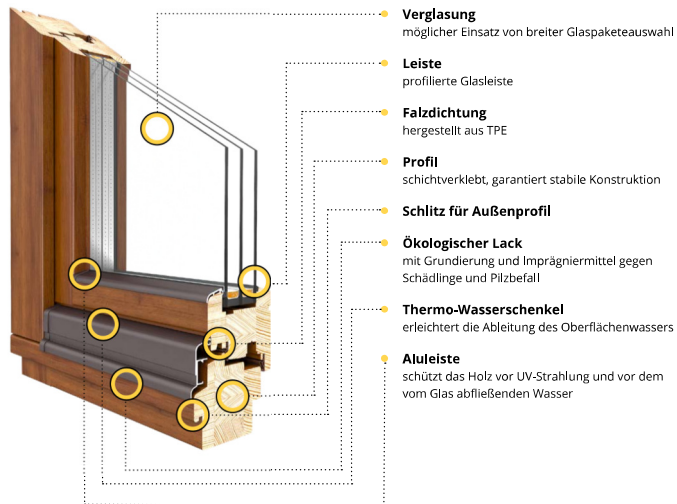 Verglasung
möglicher Einsatz von breiter Glaspaketeauswahl
Leiste
profilierte Glasleiste
Falzdichtung
hergestellt aus TPE
Profil
schichtverklebt, garantiert stabile Konstruktion
Schlitz für Außenprofil
Ökologischer Lack
mit Grundierung und Imprägniermittel gegen
Schädlinge und Pilzbefall
Thermo-Wasserschenkel
erleichtert die Ableitung des Oberflächenwassers
Aluleiste
schützt das Holz vor UV-Strahlung und vor dem
vom Glas abfließenden Wasser